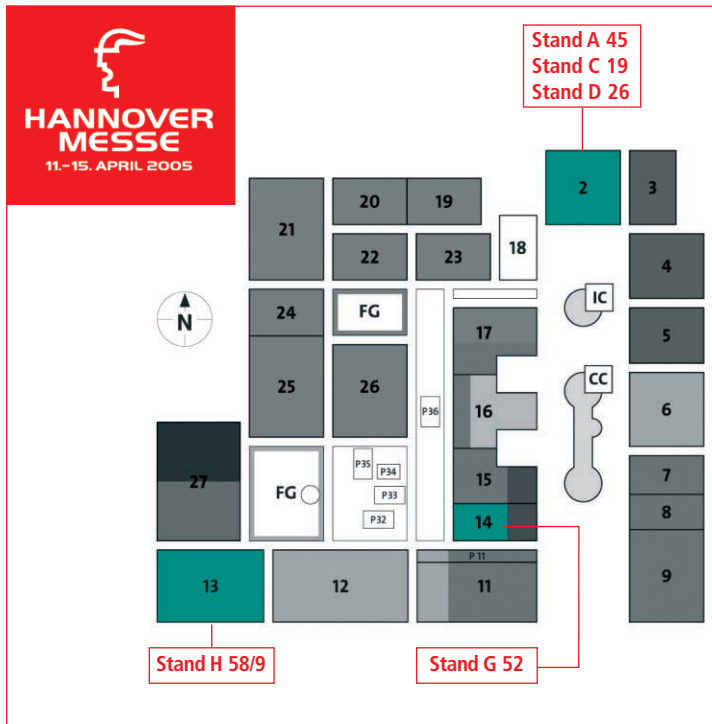 HANNOVER
MESSE
11.–15. APRIL 2005
Stand A 45
Stand C 19
Stand D 26
2
3
20
19
21
18
22
23
4
IC
N
24
FG
17
5
25
26
CC
P36
16
6
27
P35
P34
15
7
FG
P33
P32
14
8
P 11
13
12
11
9
Stand H 58/9
Stand G 52